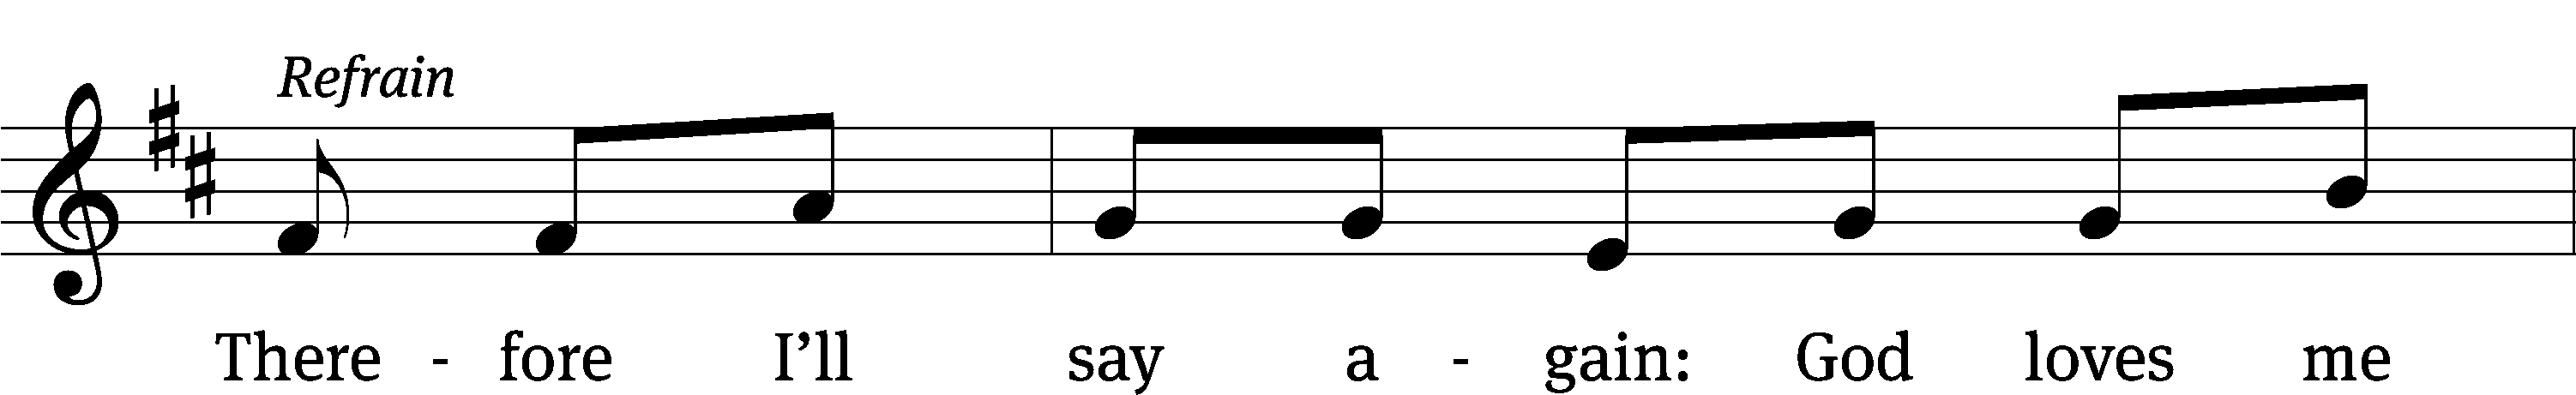 Refrain
There - fore I’ll say a - gain: God loves me